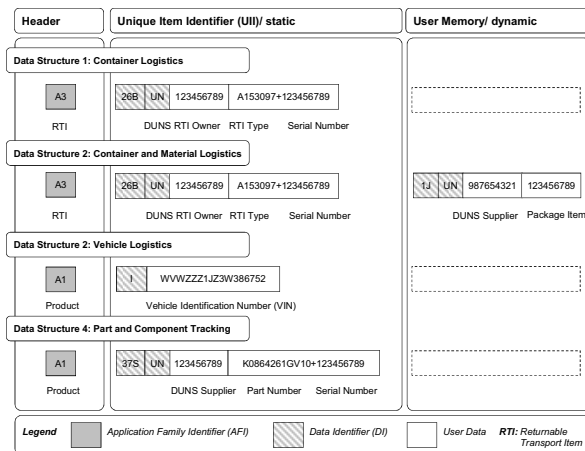 Header Unique Item Identifier (UII)/ static User Memory/ dynamic
Data Structure 1: Container Logistics
A3 26B UN 123456789 A153097+123456789
RTI DUNS RTI Owner RTI Type Serial Number
Data Structure 2: Container and Material Logistics
A3 26B UN 123456789 A153097+123456789 1J UN 987654321 123456789
RTI DUNS RTI Owner RTI Type Serial Number DUNS Supplier Package Item
Data Structure 2: Vehicle Logistics
A1 I WVWZZZ1JZ3W386752
Product Vehicle Identification Number (VIN)
Data Structure 4: Part and Component Tracking
A1 37S UN 123456789 K0864261GV10+123456789
Product DUNS Supplier Part Number Serial Number
Legend Application Family Identifier (AFI) Data Identifier (DI) User Data RTI: Returnable
Transport Item